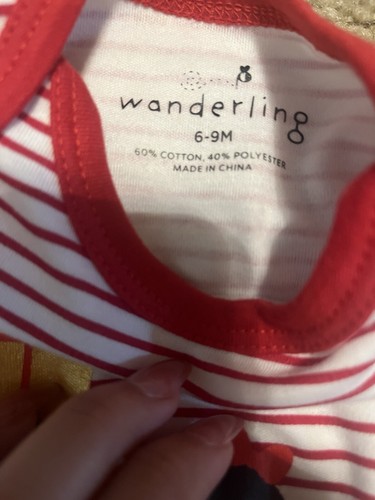 wanderling
6-9M
60% COTTON, 40% POLYESTER
MADE IN CHINA